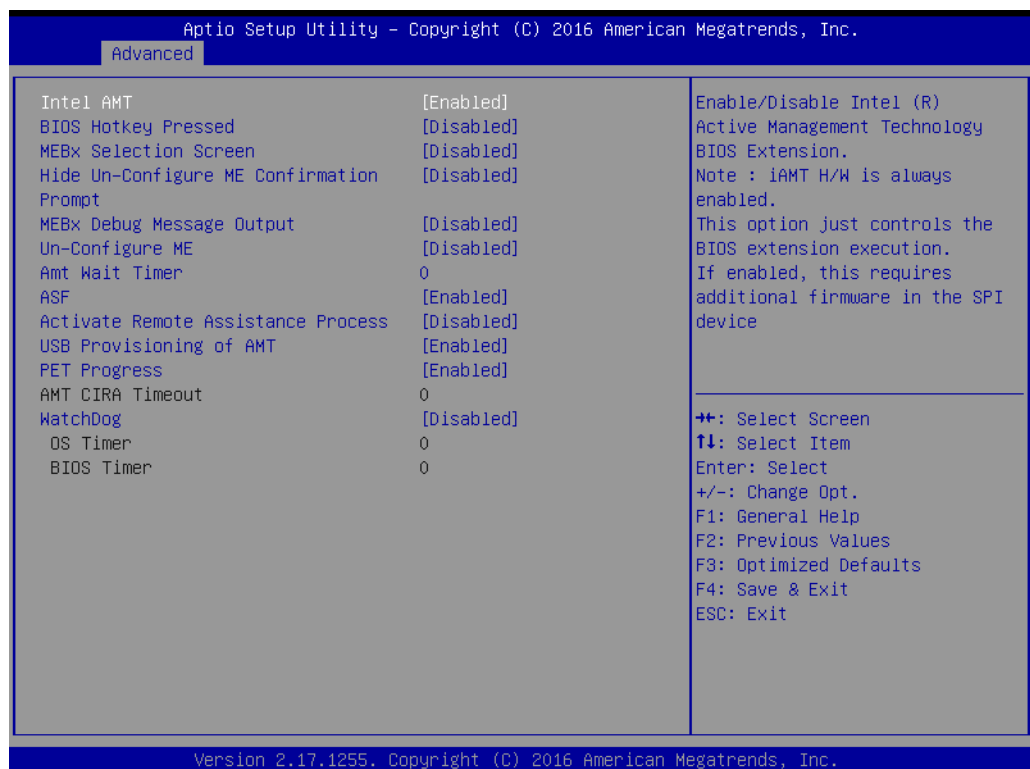 Aptio Setup Utility – Copyright (C) 2016 American Megatrends, Inc.
Advanced
Intel AMT [Enabled]
BIOS Hotkey Pressed [Disabled]
MEBx Selection Screen [Disabled]
Hide Un-Configure ME Confirmation [Disabled]
Prompt
MEBx Debug Message Output [Disabled]
Un-Configure ME [Disabled]
Amt Wait Timer 0
ASF [Enabled]
Activate Remote Assistance Process [Disabled]
USB Provisioning of AMT [Enabled]
PET Progress [Enabled]
AMT CIRA Timeout 0
WatchDog [Disabled]
OS Timer 0
BIOS Timer 0
Enable/Disable Intel (R)
Active Management Technology
BIOS Extension.
Note : iAMT H/W is always
enabled.
This option just controls the
BIOS extension execution.
If enabled, this requires
additional firmware in the SPI
device
→←: Select Screen
↑↓: Select Item
Enter: Select
+/-: Change Opt.
F1: General Help
F2: Previous Values
F3: Optimized Defaults
F4: Save & Exit
ESC: Exit
Version 2.17.1255. Copyright (C) 2016 American Megatrends, Inc.